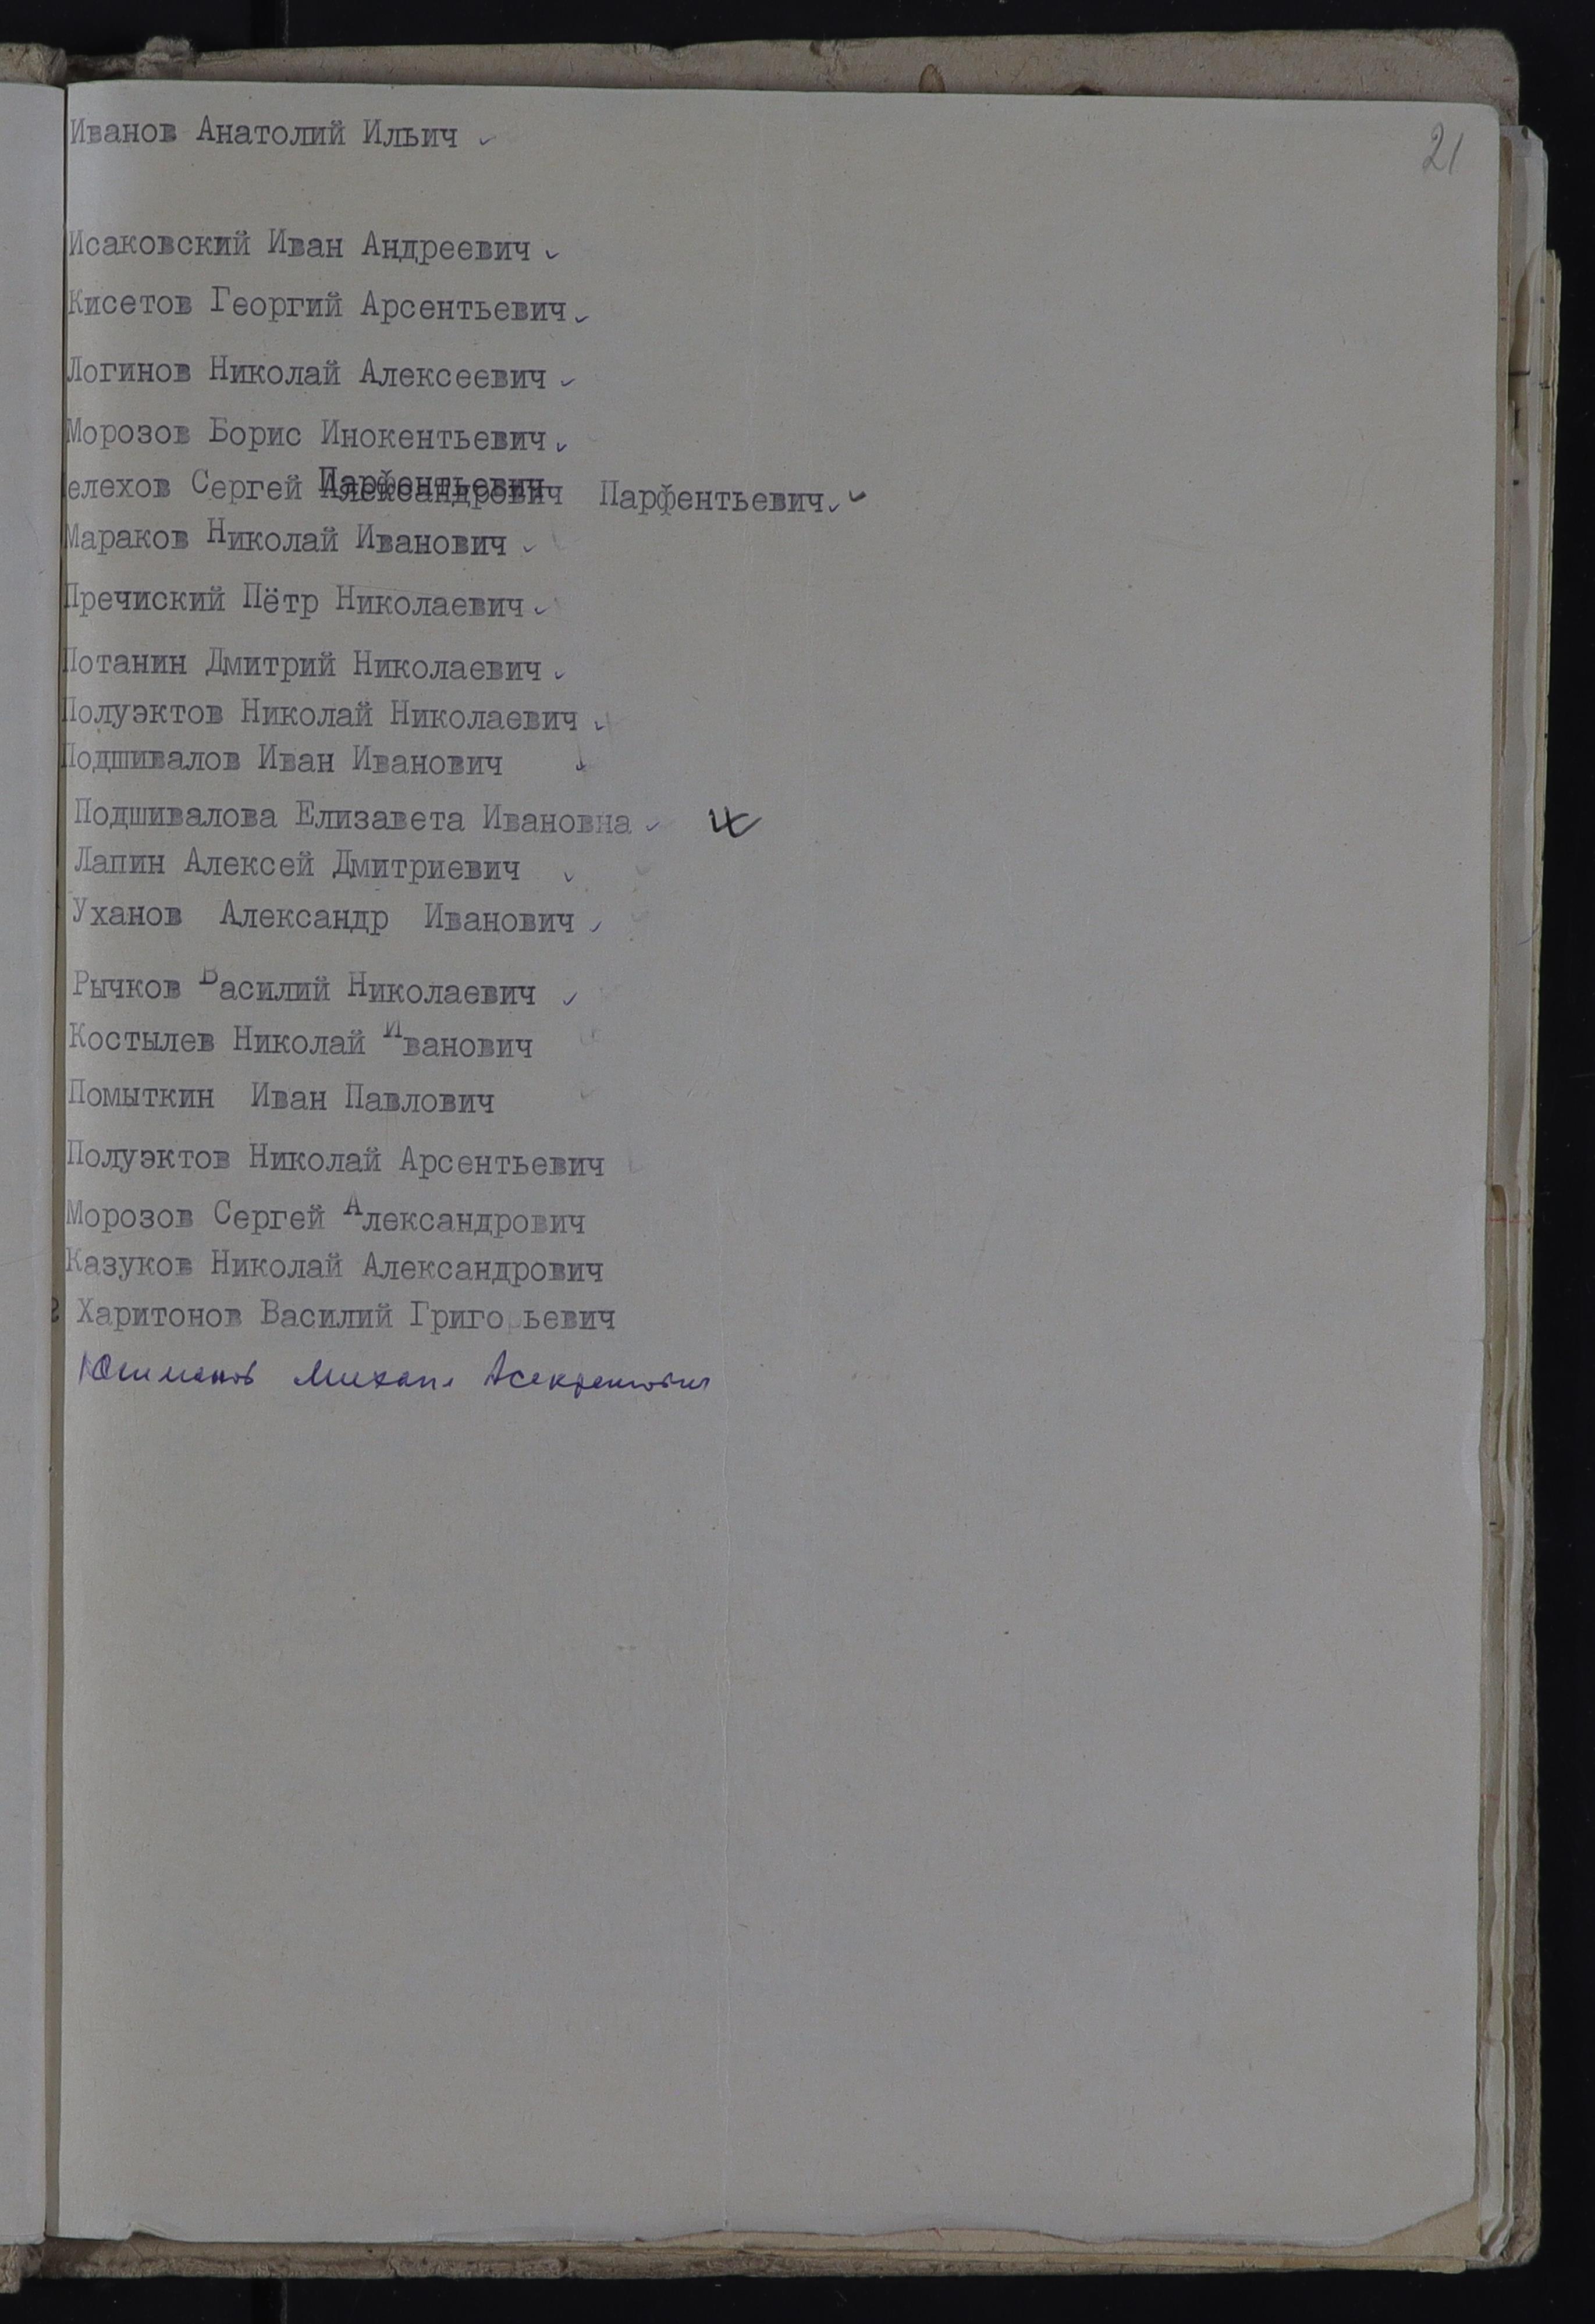 21
Иванов Анатолий Ильич
Исаковский Иван Андреевич
Кисетов Георгий Арсентьевич
Логинов Николай Алексеевич
Морозов Борис Инокентьевич
елехов Сергей Парфентьевич
Мараков Николай Иванович
Пречиский Пётр Николаевич
Потанин Дмитрий Николаевич
Полуэктов Николай Николаевич
Подшивалов Иван Иванович
Подшивалова Елизавета Ивановна
Лапин Алексей Дмитриевич
Уханов Александр Иванович
Рычков Василий Николаевич
Костылев Николай Иванович
Помыткин Иван Павлович
Полуэктов Николай Арсентьевич
Морозов Сергей Александрович
Казуков Николай Александрович
Харитонов Василий Григорьевич
Михаил